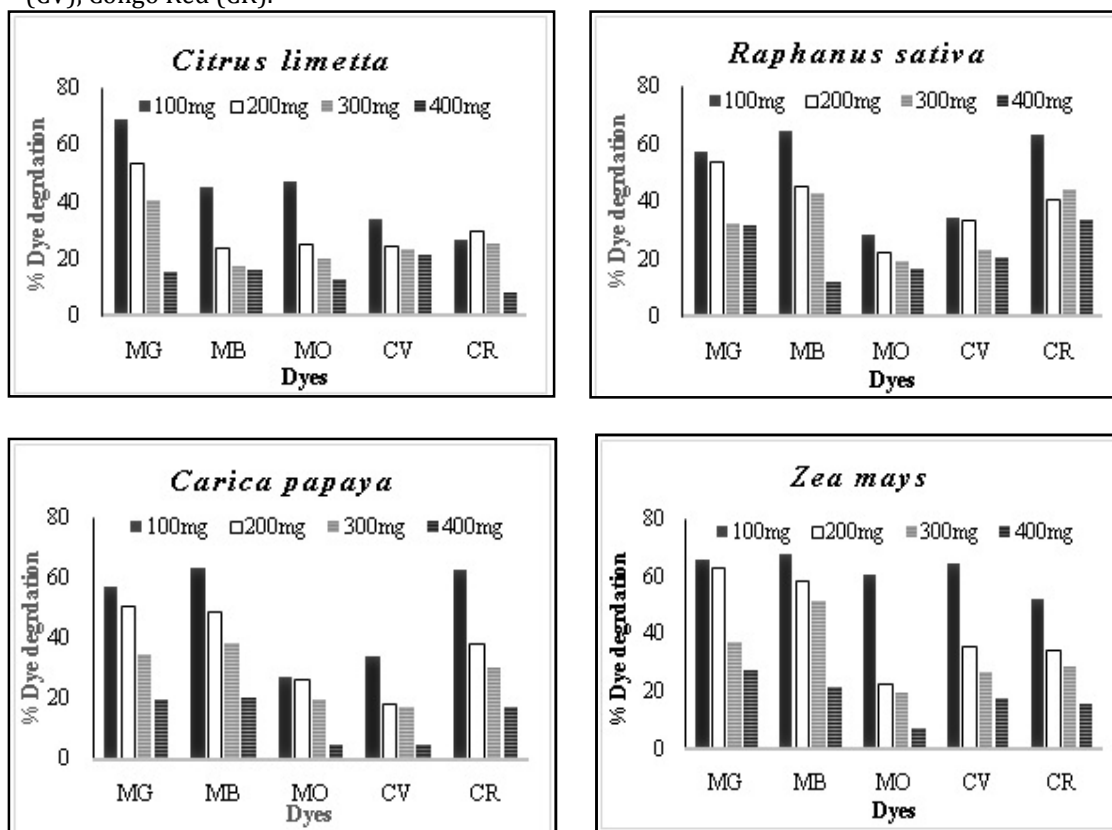 (CV), Congo Red (CR).
Citrus limetta
80
60
40
20
0
% Dye degrdation
100mg 200mg 300mg 400mg
MG MB MO CV CR
Dyes
Raphanus sativa
80
60
40
20
0
% Dye degrdation
100mg 200mg 300mg 400mg
MG MB MO CV CR
Dyes
Carica papaya
80
60
40
20
0
% Dye degrdation
100mg 200mg 300mg 400mg
MG MB MO CV CR
Dyes
Zea mays
80
60
40
20
0
% Dye degrdation
100mg 200mg 300mg 400mg
MG MB MO CV CR
Dyes